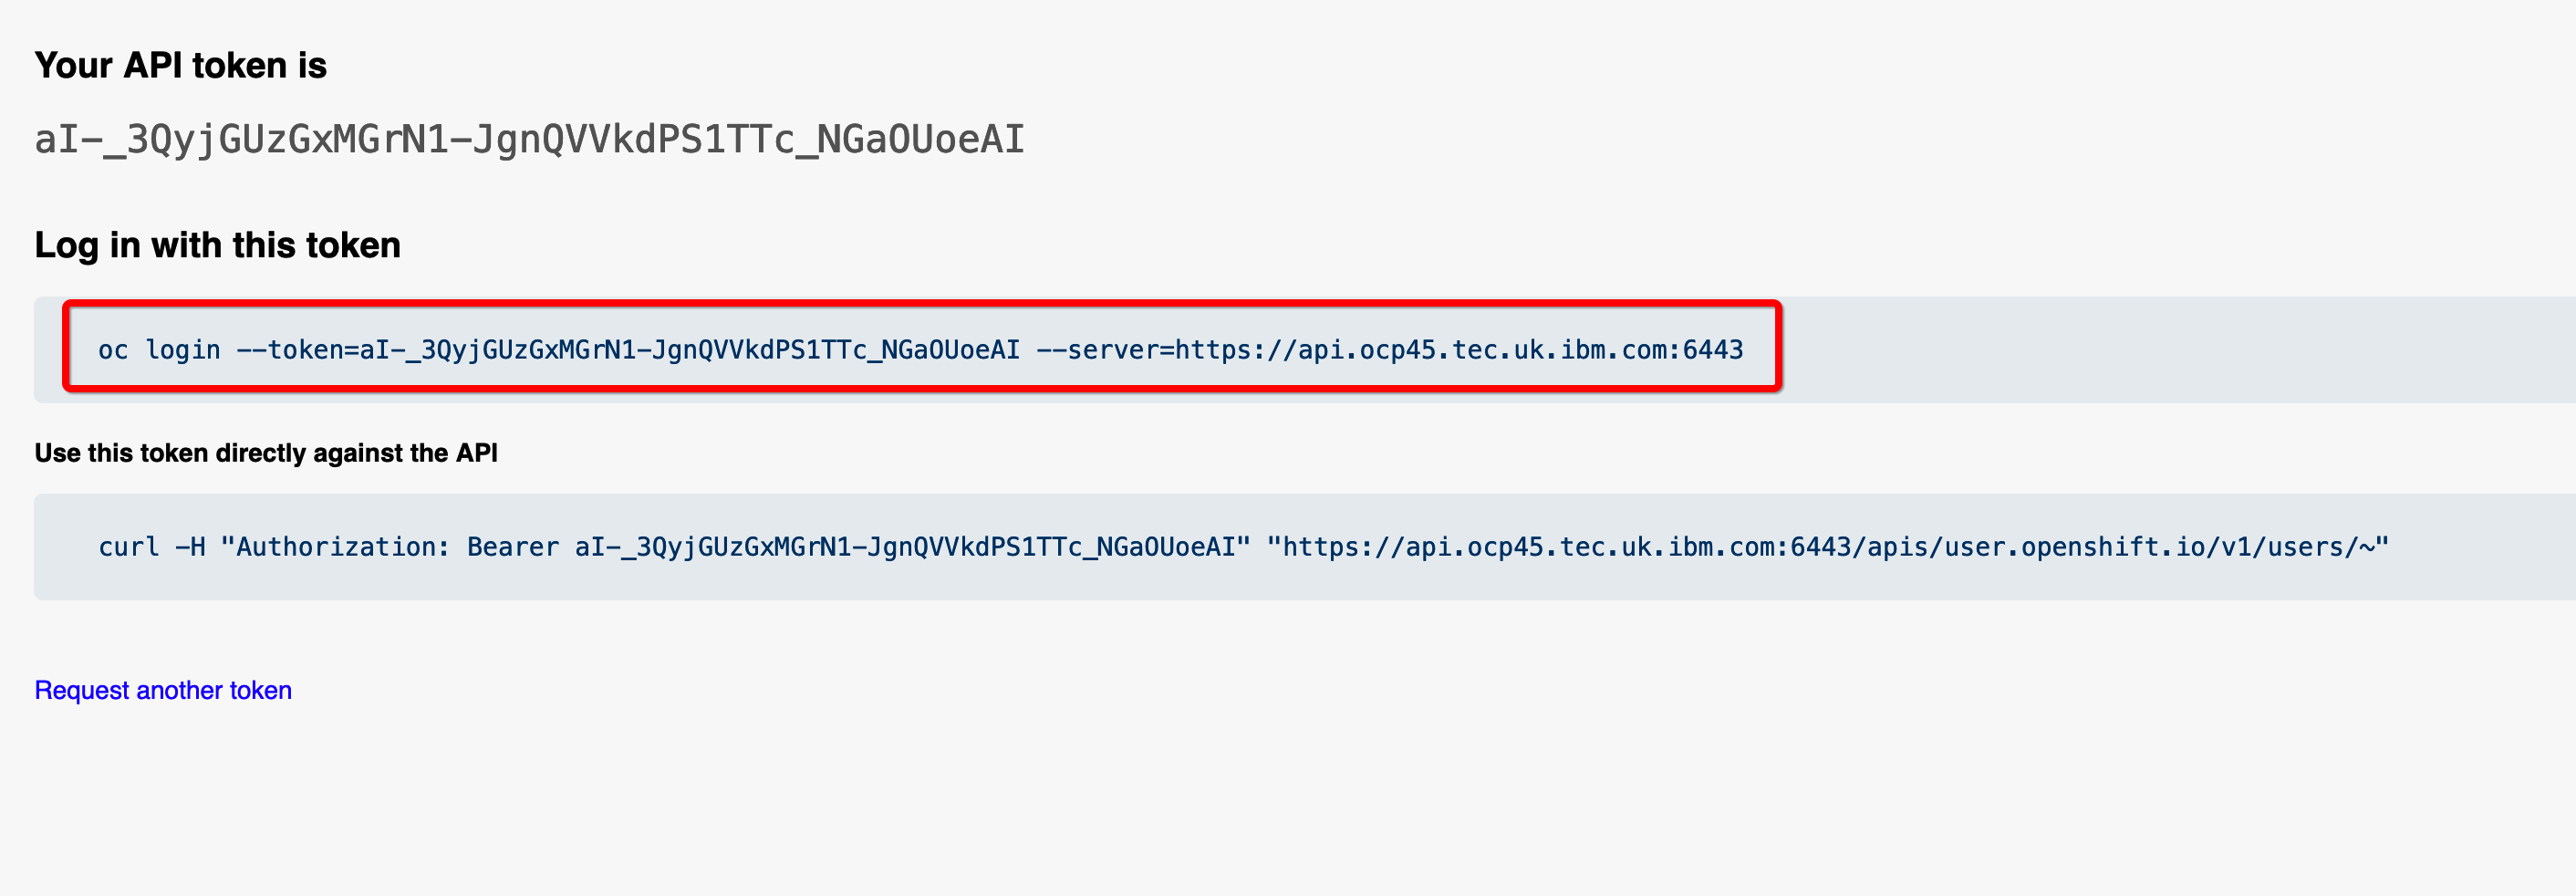 Your API token is
aI-_3QyjGUzGxMGrN1-JgnQVVkdPS1TTc_NGaOUoeAI
Log in with this token
oc login --token=aI-_3QyjGUzGxMGrN1-JgnQVVkdPS1TTc_NGaOUoeAI --server=https://api.ocp45.tec.uk.ibm.com:6443
Use this token directly against the API
curl -H "Authorization: Bearer aI-_3QyjGUzGxMGrN1-JgnQVVkdPS1TTc_NGaOUoeAI" "https://api.ocp45.tec.uk.ibm.com:6443/apis/user.openshift.io/v1/users/~"
Request another token